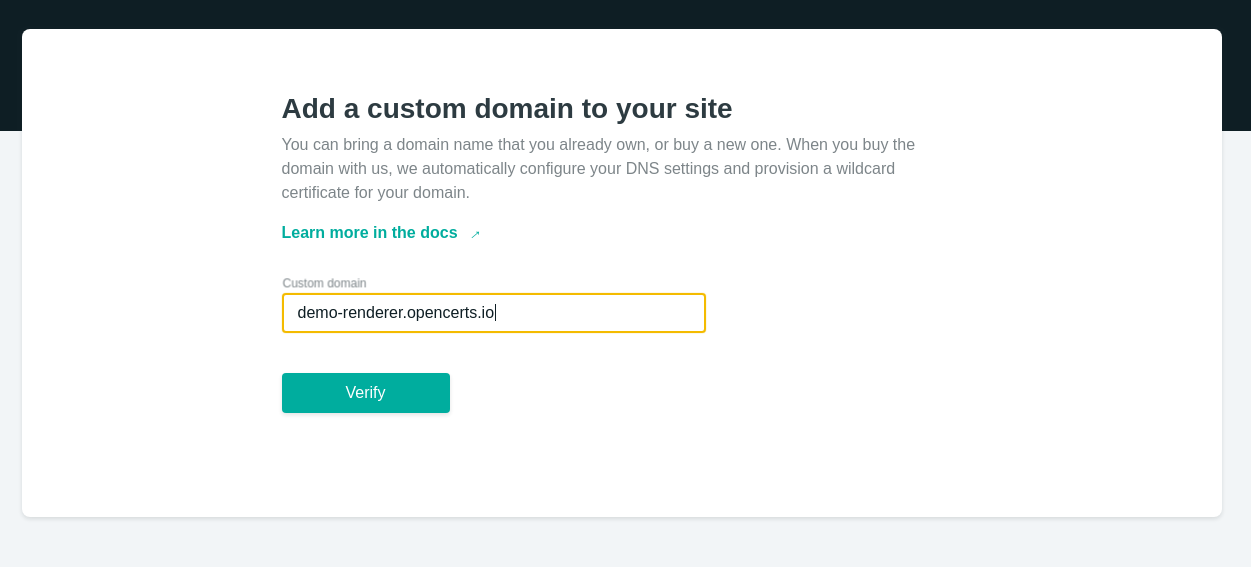 Add a custom domain to your site
You can bring a domain name that you already own, or buy a new one. When you buy the
domain with us, we automatically configure your DNS settings and provision a wildcard
certificate for your domain.
Learn more in the docs →
Custom domain
demo-renderer.opencerts.io
Verify